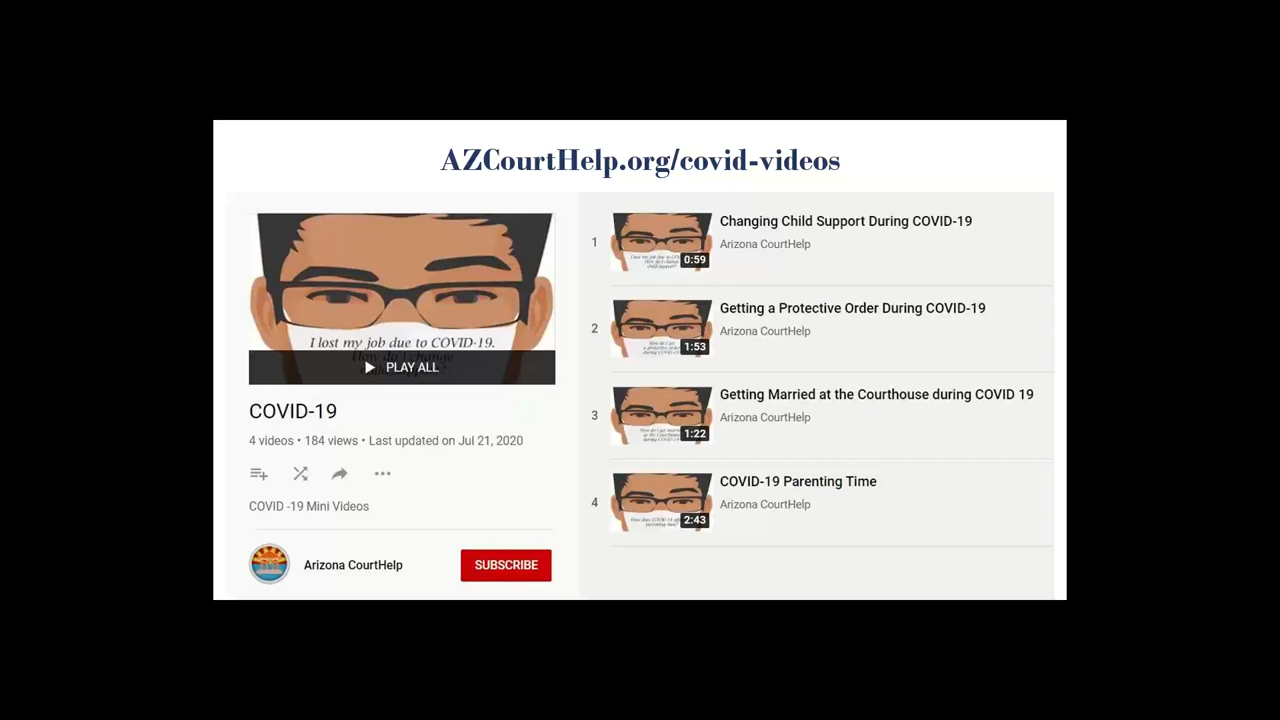 AZCourtHelp.org/covid-videos
I lost my job due to COVID-19.
How do I change
PLAY ALL
COVID-19
4 videos • 184 views • Last updated on Jul 21, 2020
COVID -19 Mini Videos
Arizona CourtHelp
SUBSCRIBE
1
Changing Child Support During COVID-19
Arizona CourtHelp
0:59
2
Getting a Protective Order During COVID-19
Arizona CourtHelp
1:53
3
Getting Married at the Courthouse during COVID 19
Arizona CourtHelp
1:22
4
COVID-19 Parenting Time
Arizona CourtHelp
2:43